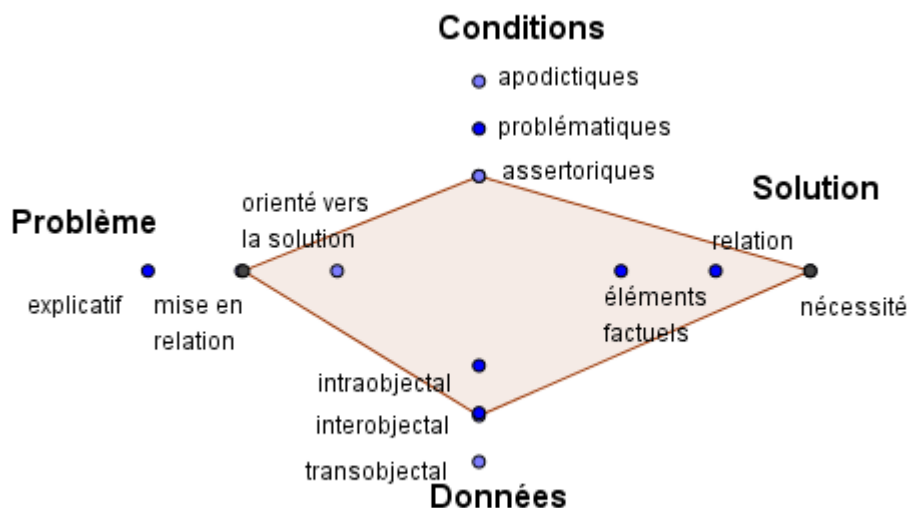 Conditions
apodictiques
problématiques
assertoriques
Solution
orienté vers
la solution
Problème
relation
explicatif
mise en
relation
éléments
factuels
nécessité
intraobjectal
interobjectal
transobjectal
Données